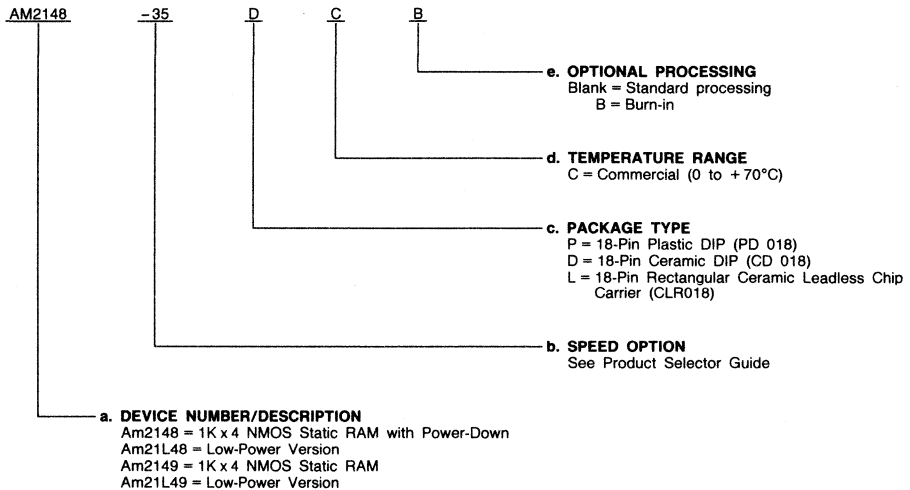 AM2148 -35 D C B
e. OPTIONAL PROCESSING
Blank = Standard processing
B = Burn-in
d. TEMPERATURE RANGE
C = Commercial (0 to +70°C)
c. PACKAGE TYPE
P = 18-Pin Plastic DIP (PD 018)
D = 18-Pin Ceramic DIP (CD 018)
L = 18-Pin Rectangular Ceramic Leadless Chip
Carrier (CLR018)
b. SPEED OPTION
See Product Selector Guide
a. DEVICE NUMBER/DESCRIPTION
Am2148 = 1K x 4 NMOS Static RAM with Power-Down
Am21L48 = Low-Power Version
Am2149 = 1K x 4 NMOS Static RAM
Am21L49 = Low-Power Version